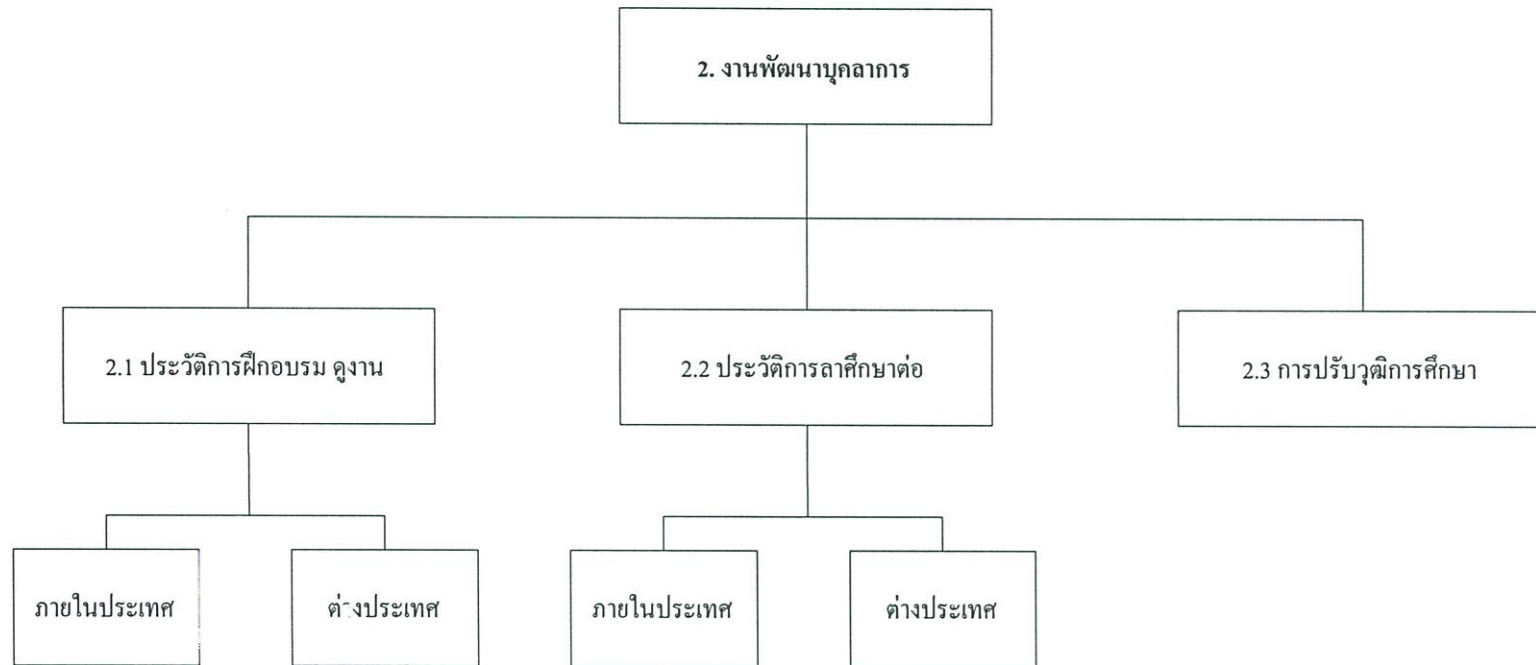 2. งานพัฒนาบุคลาการ
2.1 ประวัติการฝึกอบรม ดูงาน
2.2 ประวัติการลาศึกษาต่อ
2.3 การปรับวุฒิการศึกษา
ภายในประเทศ
ต่างประเทศ
ภายในประเทศ
ต่างประเทศ